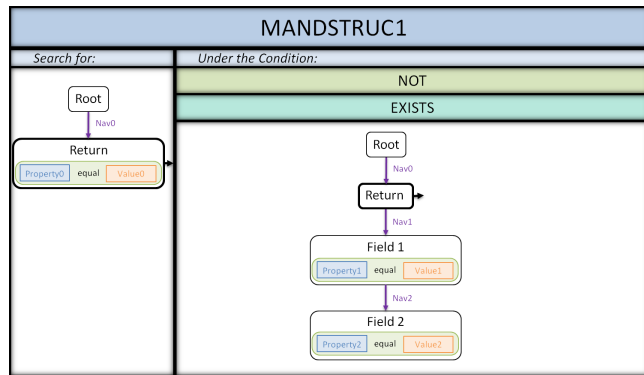 MANDSTRUC1
Search for:
Under the Condition:
NOT
EXISTS
Root
Nav0
Return
Property0 equal Value0
Root
Nav0
Return
Nav1
Field 1
Property1 equal Value1
Nav2
Field 2
Property2 equal Value2